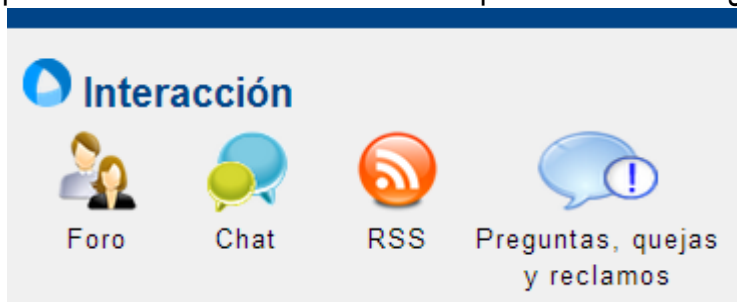 Interacción
Foro Chat RSS Preguntas, quejas
y reclamos